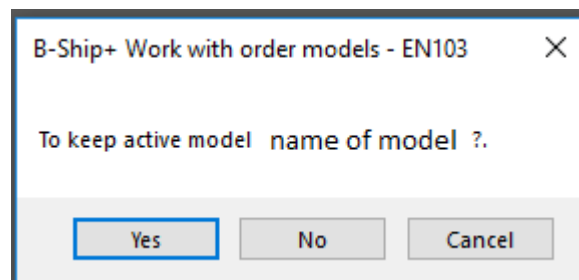 B-Ship+ Work with order models - EN103
To keep active model name of model ?.
Yes No Cancel